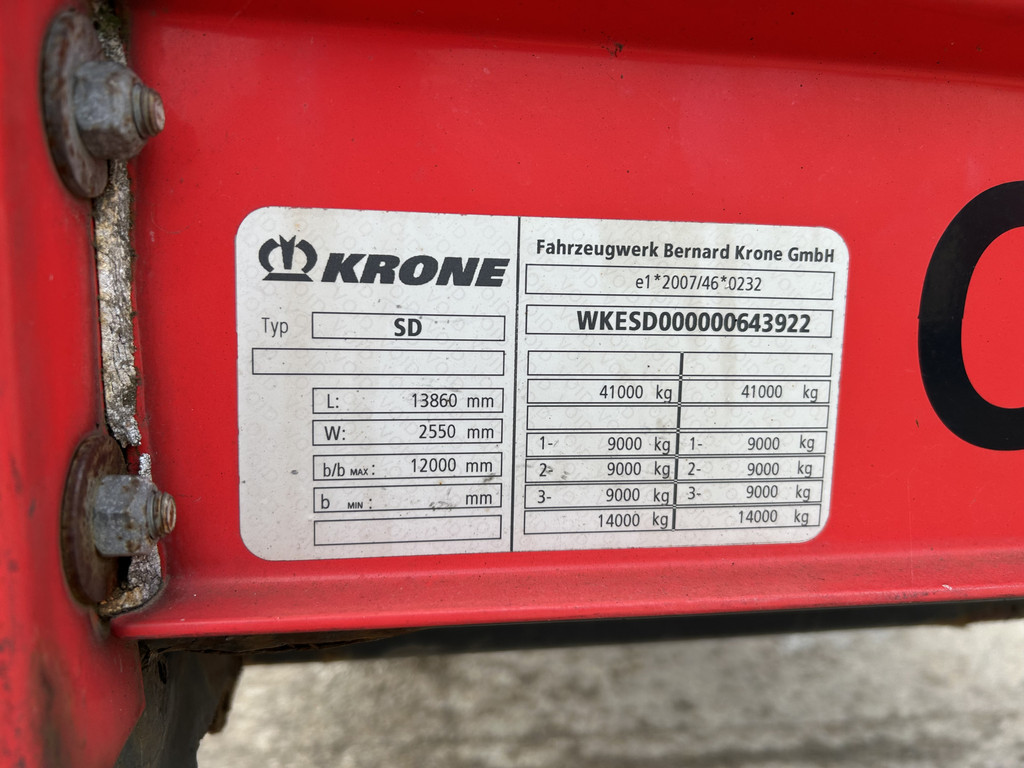 KRONE
Typ SD
L: 13860 mm
W: 2550 mm
b/b MAX: 12000 mm
b MIN: mm
Fahrzeugwerk Bernard Krone GmbH
e1*2007/46*0232
WKESD000000643922
41000 kg 41000 kg
1- 9000 kg 1- 9000 kg
2- 9000 kg 2- 9000 kg
3- 9000 kg 3- 9000 kg
14000 kg 14000 kg